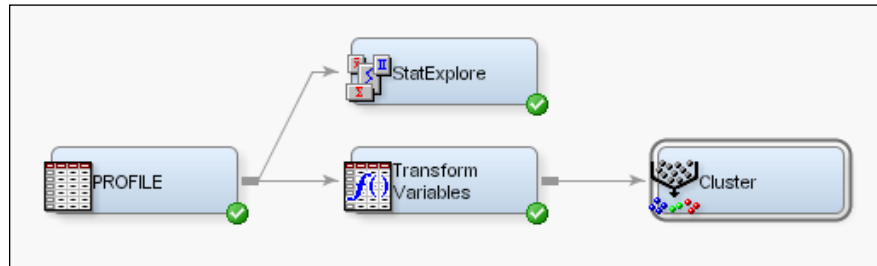 StatExplore
PROFILE
Transform
Variables
Cluster